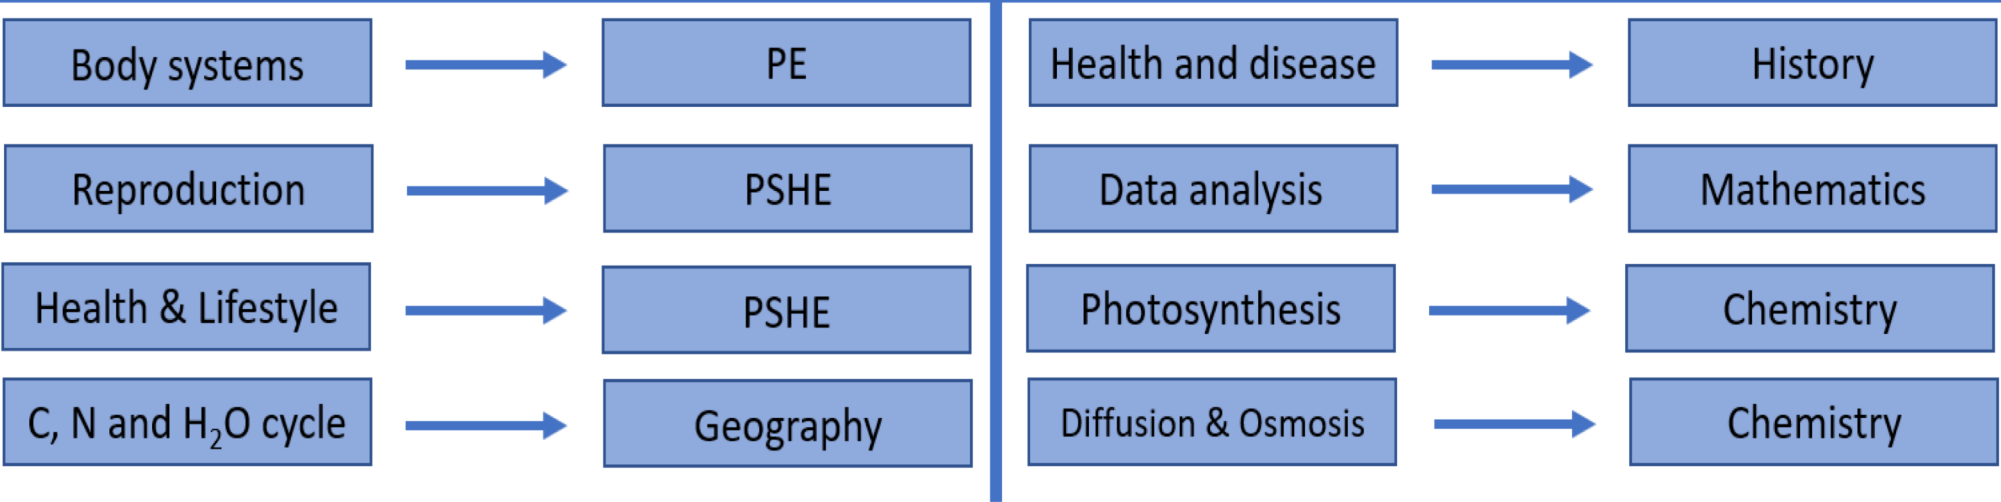 Body systems
PE
Reproduction
PSHE
Health & Lifestyle
PSHE
C, N and H₂O cycle
Geography
Health and disease
History
Data analysis
Mathematics
Photosynthesis
Chemistry
Diffusion & Osmosis
Chemistry